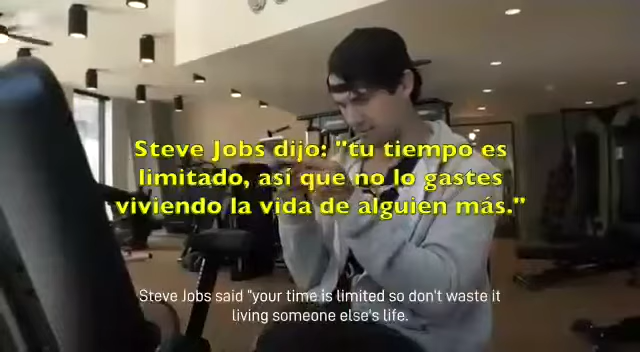 Steve Jobs dijo: "tu tiempo es
limitado, así que no lo gastes
viviendo la vida de alguien más."
Steve Jobs said "your time is limited so don't waste it
living someone else's life.